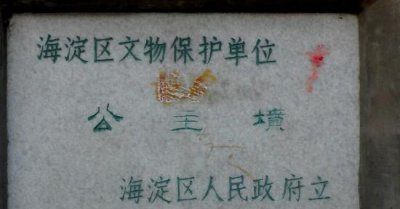 海淀区文物保护单位
公主墳
海淀区人民政府立